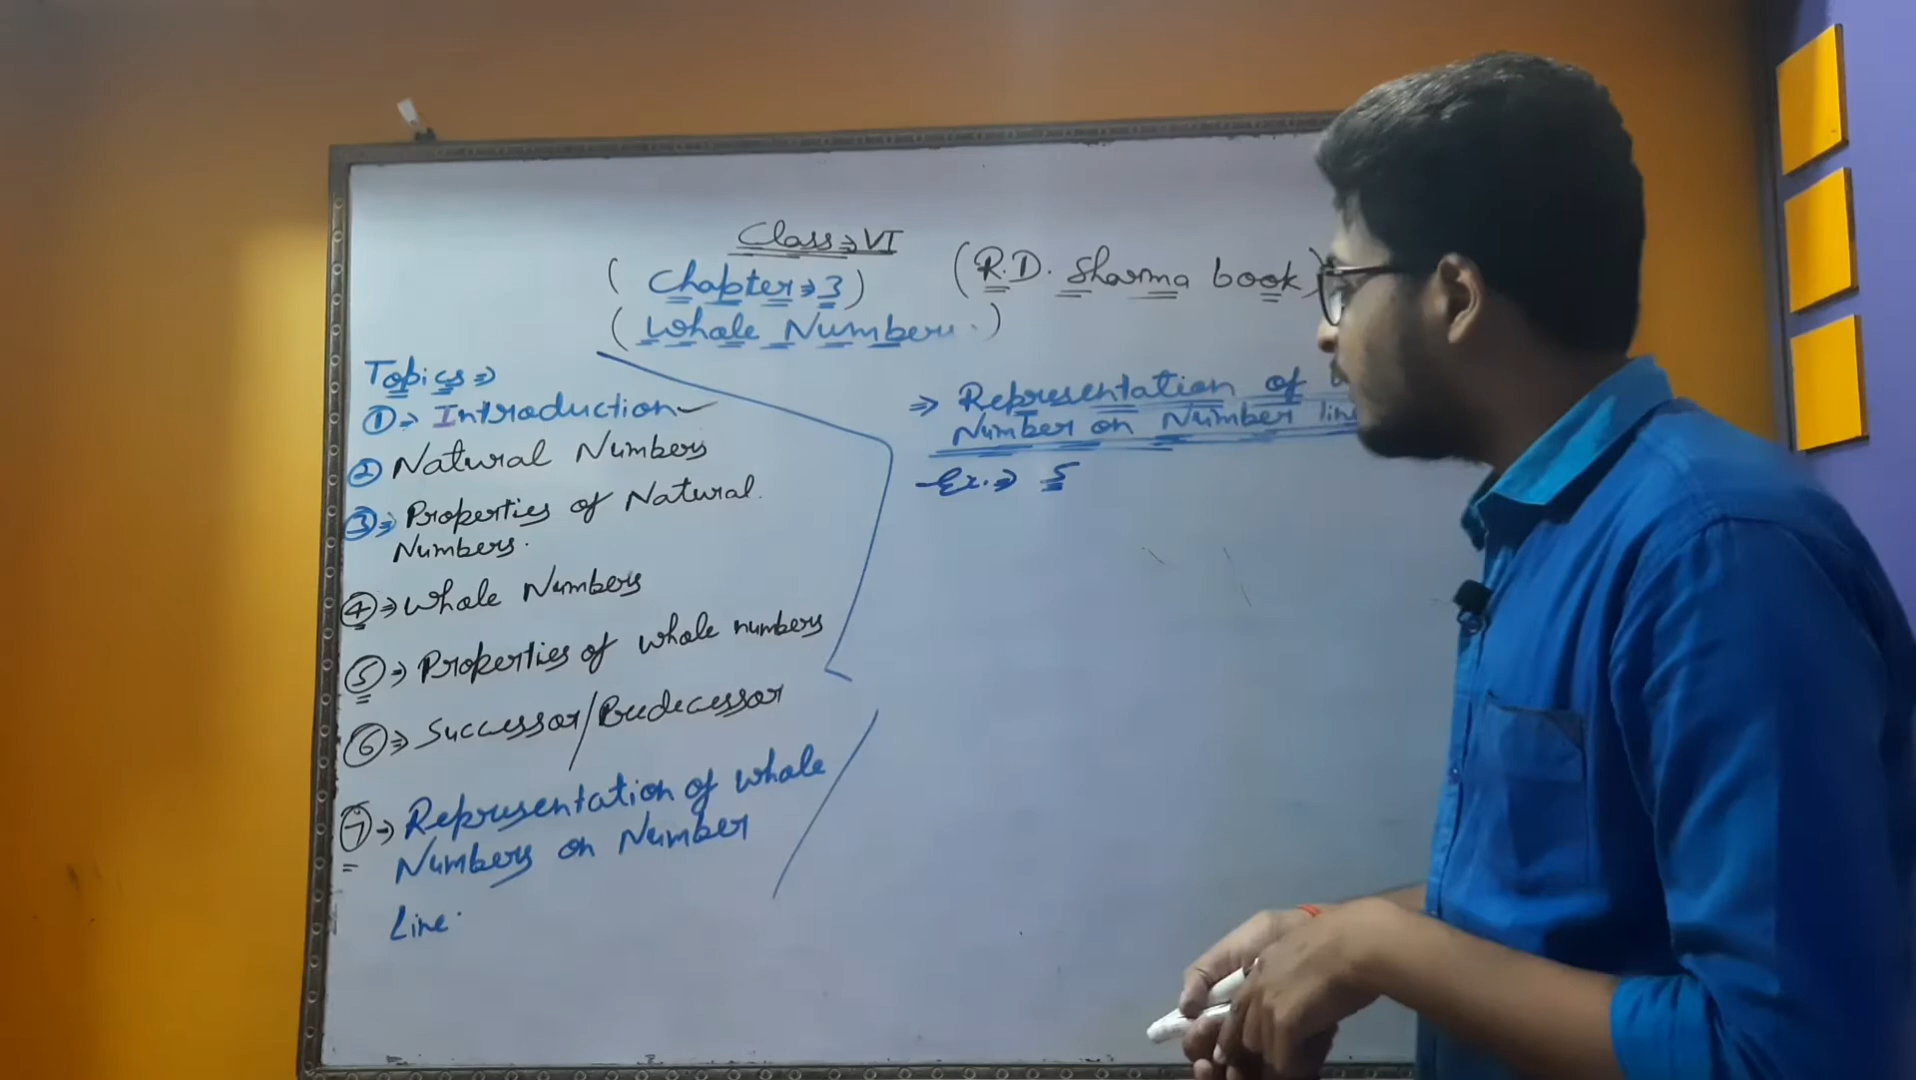 Class⇒VI
(Chapter⇒3)
(R.D. Sharma book)
(Whole Numbers.)
Topics⇒
①⇒ Introduction
② Natural Numbers
③⇒ Properties of Natural
Numbers.
④⇒ Whole Numbers
⑤⇒ Properties of whole numbers
⑥⇒ Successor/Predecessor
⑦→ Representation of whole
Numbers on Number
Line.
⇒ Representation of
Number on Number line
Ex.⇒ 5